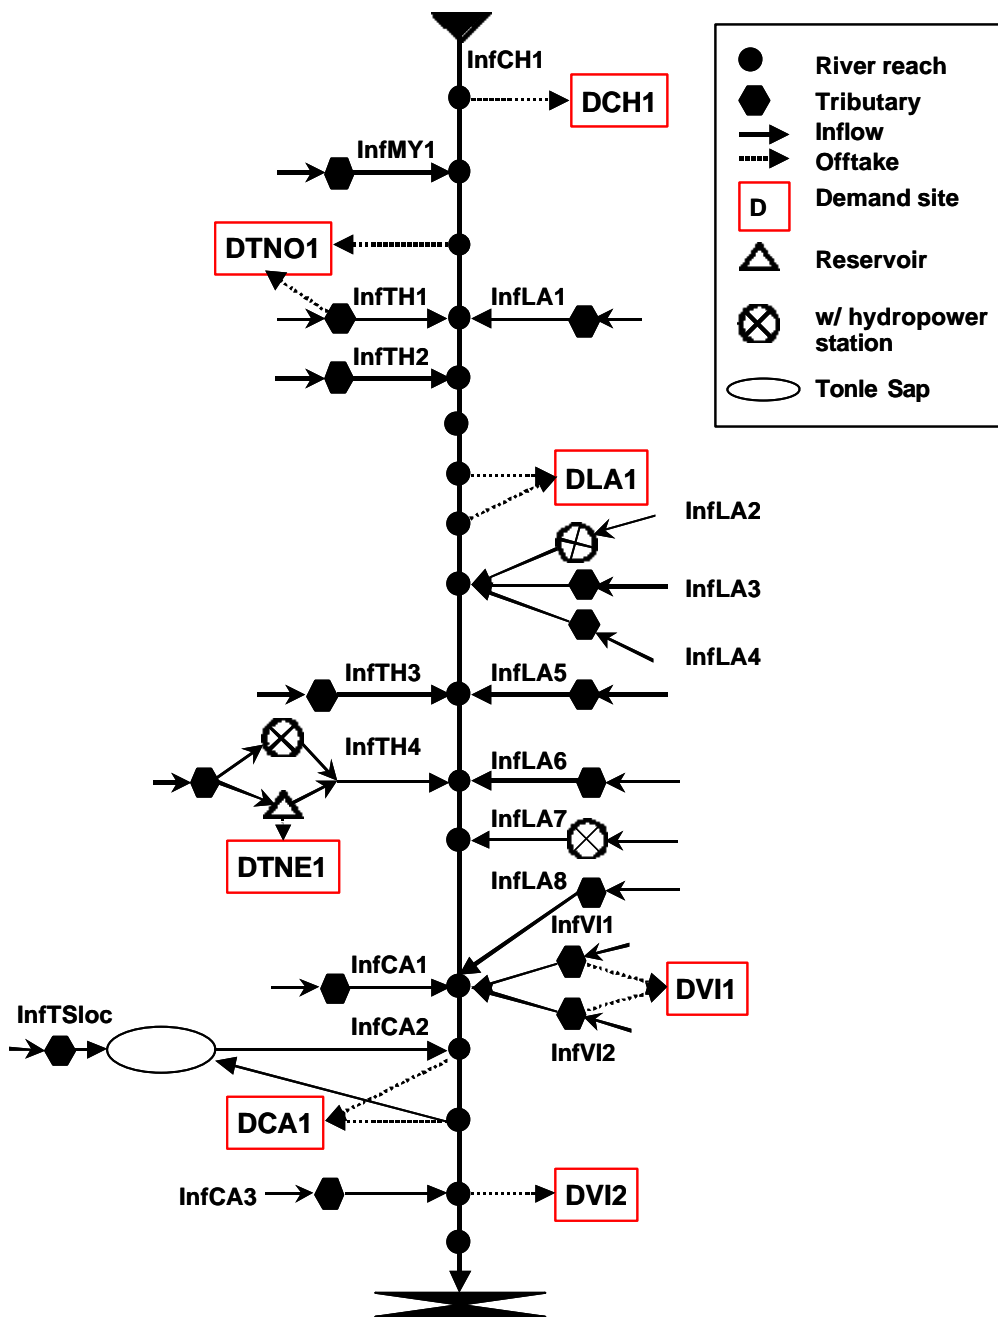 InfCH1
DCH1
InfMY1
DTNO1
InfTH1
InfLA1
InfTH2
DLA1
InfLA2
InfLA3
InfLA4
InfTH3
InfLA5
InfTH4
InfLA6
InfLA7
DTNE1
InfLA8
InfVI1
InfCA1
DVI1
InfTSloc
InfCA2
InfVI2
DCA1
InfCA3
DVI2
River reach
Tributary
Inflow
Offtake
D
Demand site
Reservoir
w/ hydropower
station
Tonle Sap